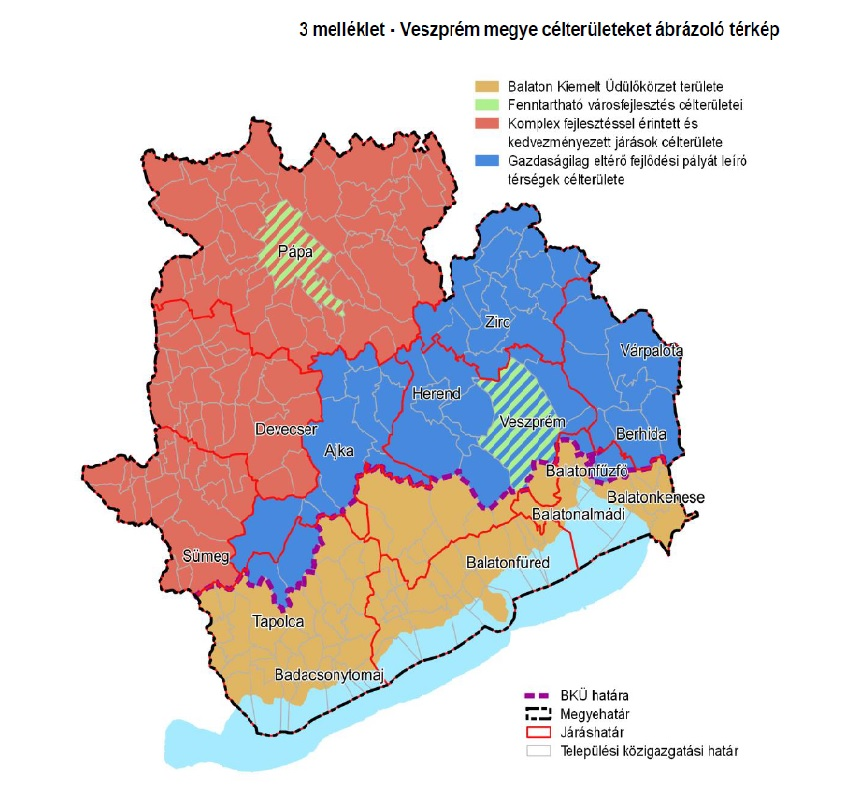 3 melléklet - Veszprém megye célterületeket ábrázoló térkép
Balaton Kiemelt Üdülőkörzet területe
Fenntartható városfejlesztés célterületei
Komplex fejlesztéssel érintett és
kedvezményezett járások célterülete
Gazdaságilag eltérő fejlődési pályát leíró
térségek célterülete
Pápa
Zirc
Várpalota
Herend
Veszprém
Devecser
Berhida
Ajka
Balatonfűzfő
Balatonkenese
Balatonalmádi
Sümeg
Balatonfüred
Tapolca
Badacsonytomaj
BKÜ határa
Megyehatár
Járáshatár
Települési közigazgatási határ